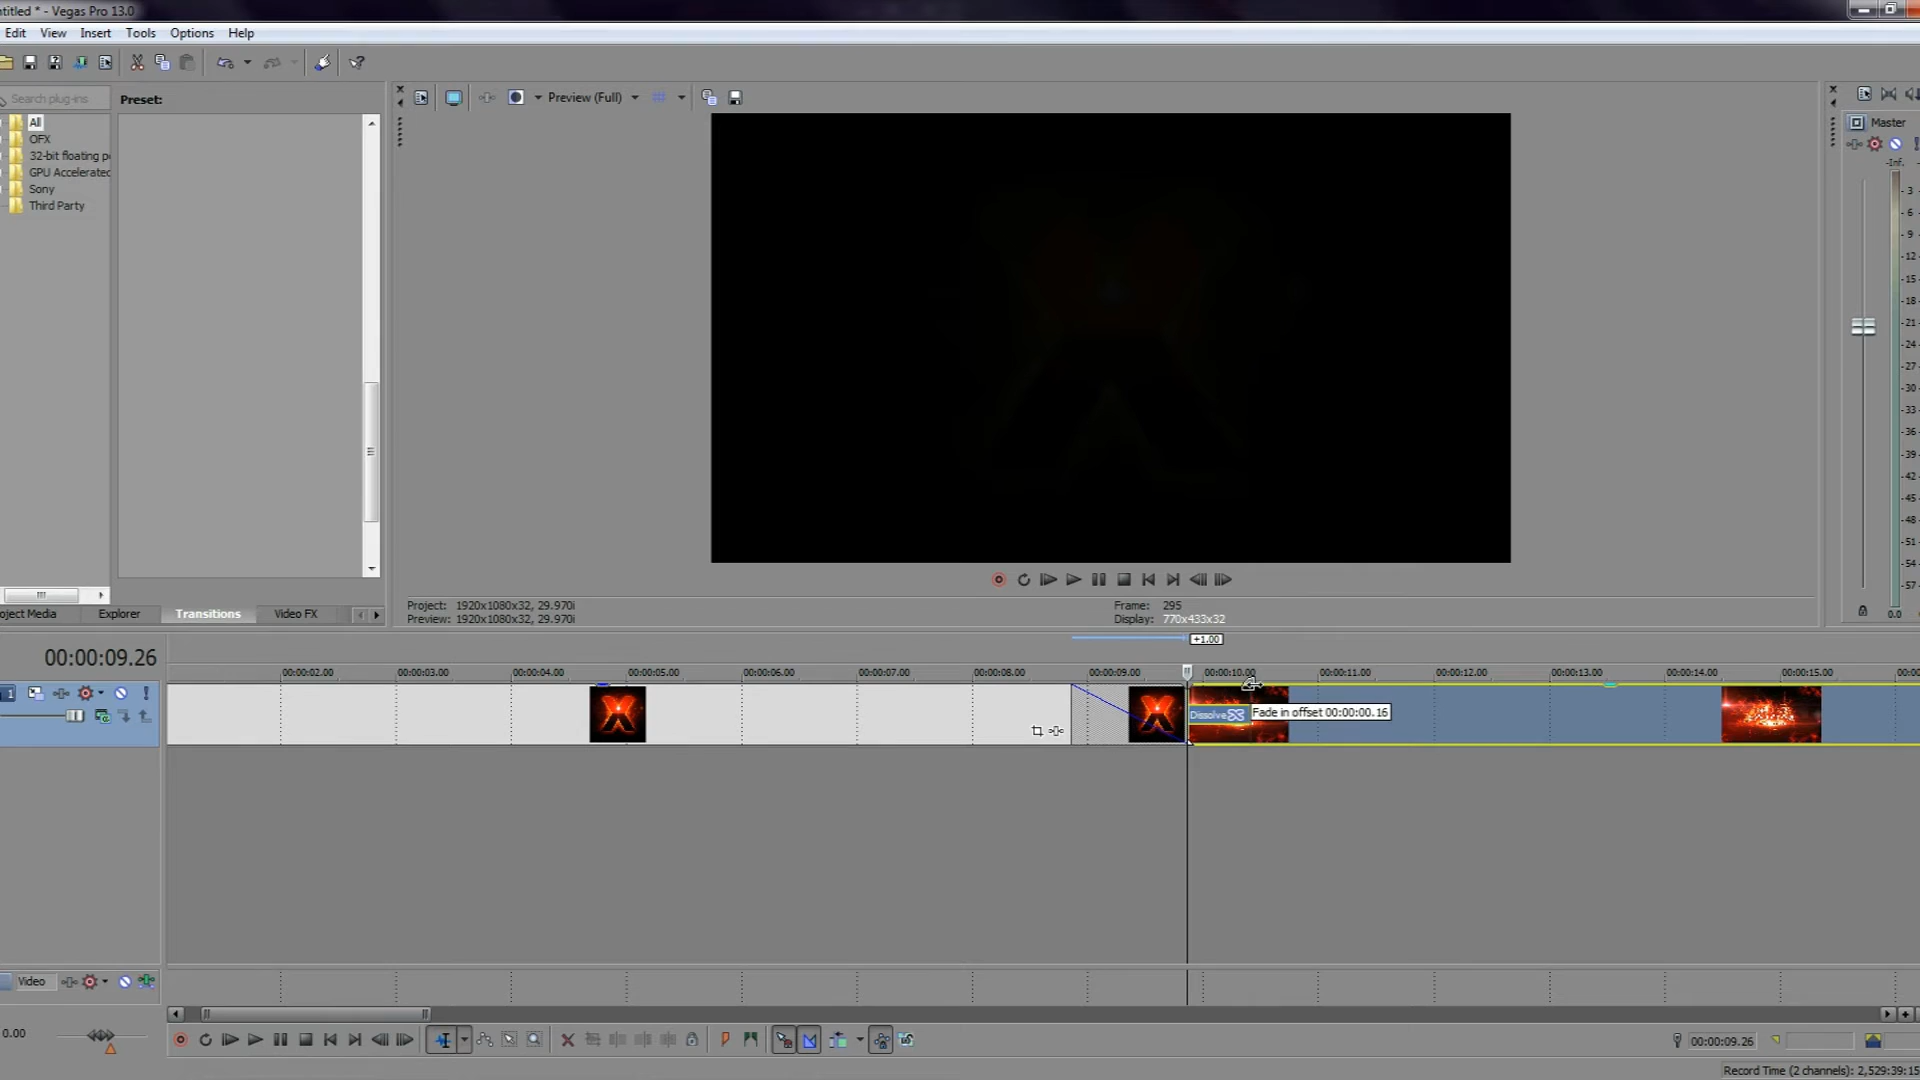 ntitled * - Vegas Pro 13.0
Edit View Insert Tools Options Help
Search plug-ins
Preset:
Preview (Full)
All
OFX
32-bit floating po
GPU Accelerated
Sony
Third Party
Master
-Inf.
- 3
- 6
- 9
-12
-15
-18
-21
-24
-27
-30
-33
-36
-39
-42
-45
-48
-51
-54
-57
0.0
oject Media Explorer Transitions Video FX
Project: 1920x1080x32, 29.970i
Preview: 1920x1080x32, 29.970i
Frame: 295
Display: 770x433x32
+1.00
00:00:09.26
00:00:02.00 00:00:03.00 00:00:04.00 00:00:05.00 00:00:06.00 00:00:07.00 00:00:08.00 00:00:09.00 00:00:10.00 00:00:11.00 00:00:12.00 00:00:13.00 00:00:14.00 00:00:15.00 00:00
1
Dissolve
Fade in offset 00:00:00.16
Video
0.00
00:00:09.26
Record Time (2 channels): 2,529:39:15